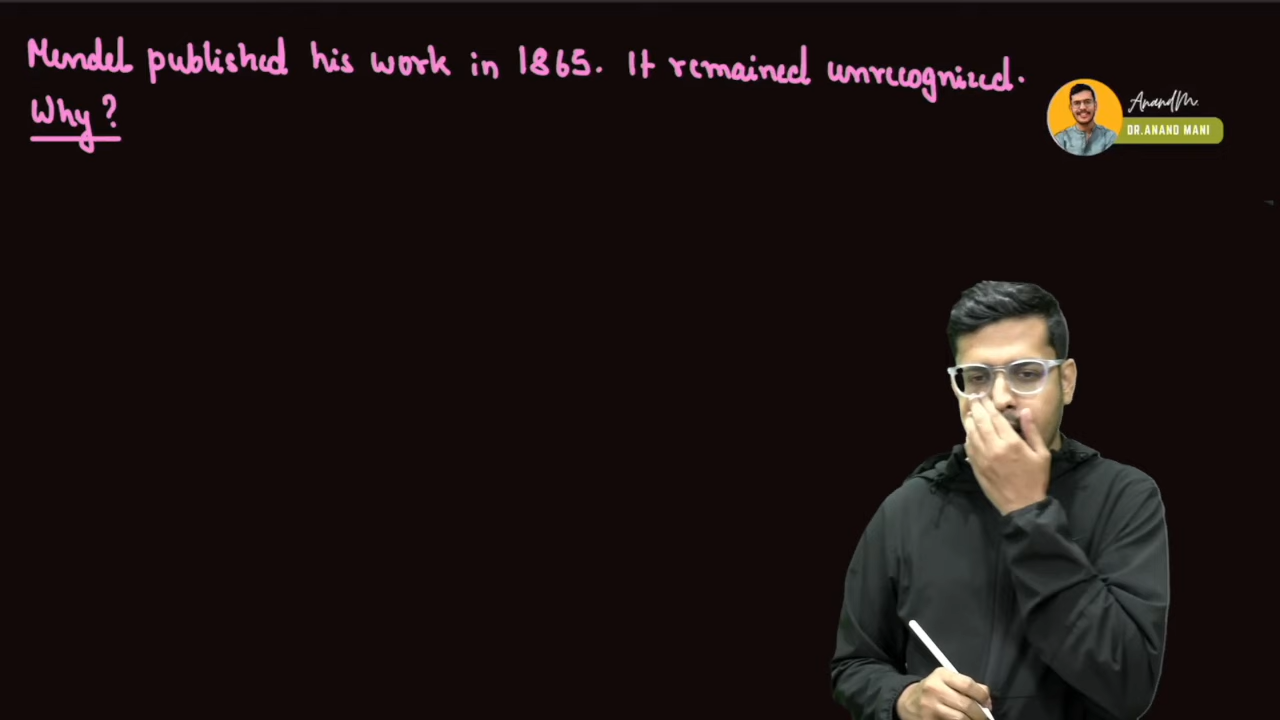 Mendel published his work in 1865. It remained unrecognized.
Why?
AnandM.
DR.ANAND MANI